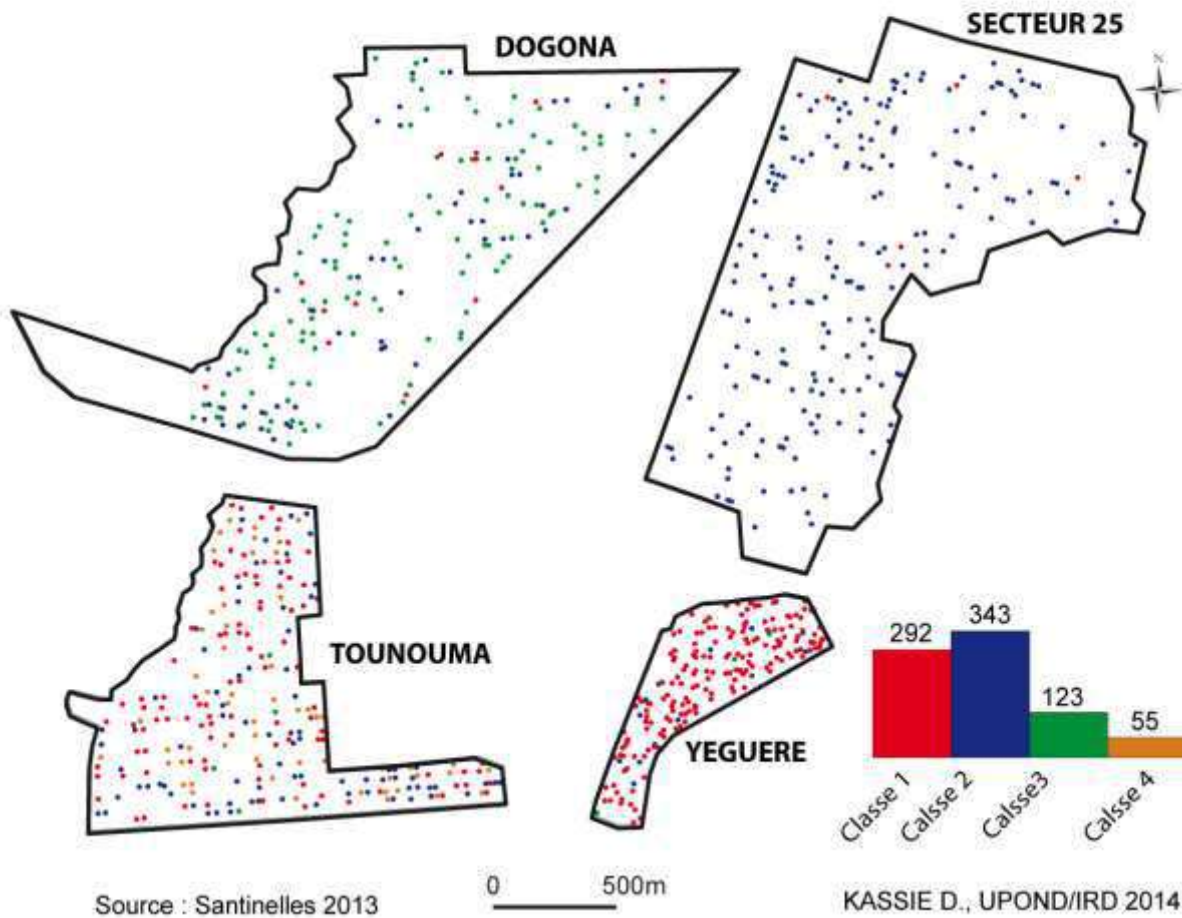 DOGONA
SECTEUR 25
N
TOUNOUMA
YEGUERE
292
343
123
55
Classe 1
Calsse 2
Calsse3
Calsse 4
0 500m
Source : Santinelles 2013
KASSIE D., UPOND/IRD 2014